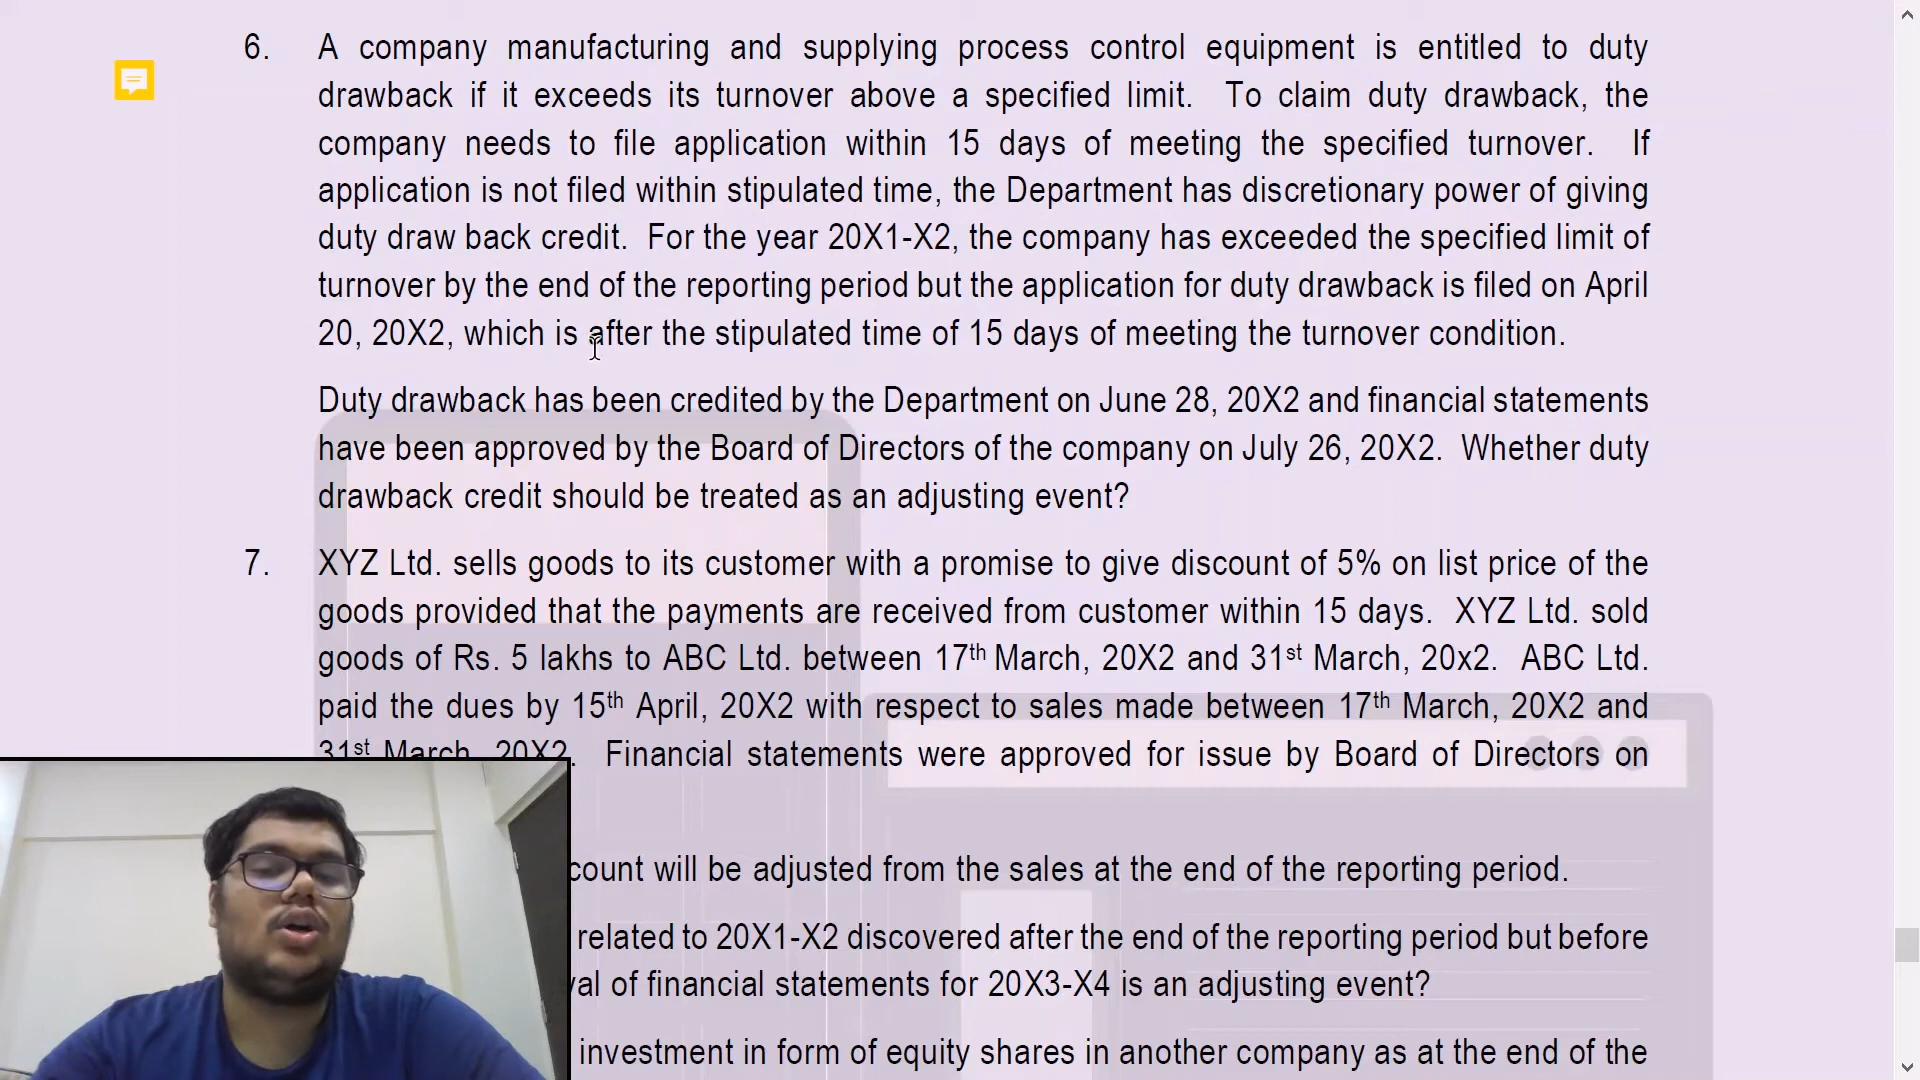 6. A company manufacturing and supplying process control equipment is entitled to duty
drawback if it exceeds its turnover above a specified limit. To claim duty drawback, the
company needs to file application within 15 days of meeting the specified turnover. If
application is not filed within stipulated time, the Department has discretionary power of giving
duty draw back credit. For the year 20X1-X2, the company has exceeded the specified limit of
turnover by the end of the reporting period but the application for duty drawback is filed on April
20, 20X2, which is after the stipulated time of 15 days of meeting the turnover condition.
Duty drawback has been credited by the Department on June 28, 20X2 and financial statements
have been approved by the Board of Directors of the company on July 26, 20X2. Whether duty
drawback credit should be treated as an adjusting event?
7. XYZ Ltd. sells goods to its customer with a promise to give discount of 5% on list price of the
goods provided that the payments are received from customer within 15 days. XYZ Ltd. sold
goods of Rs. 5 lakhs to ABC Ltd. between 17th March, 20X2 and 31st March, 20x2. ABC Ltd.
paid the dues by 15th April, 20X2 with respect to sales made between 17th March, 20X2 and
31st March, 20X2. Financial statements were approved for issue by Board of Directors on
count will be adjusted from the sales at the end of the reporting period.
related to 20X1-X2 discovered after the end of the reporting period but before
val of financial statements for 20X3-X4 is an adjusting event?
investment in form of equity shares in another company as at the end of the